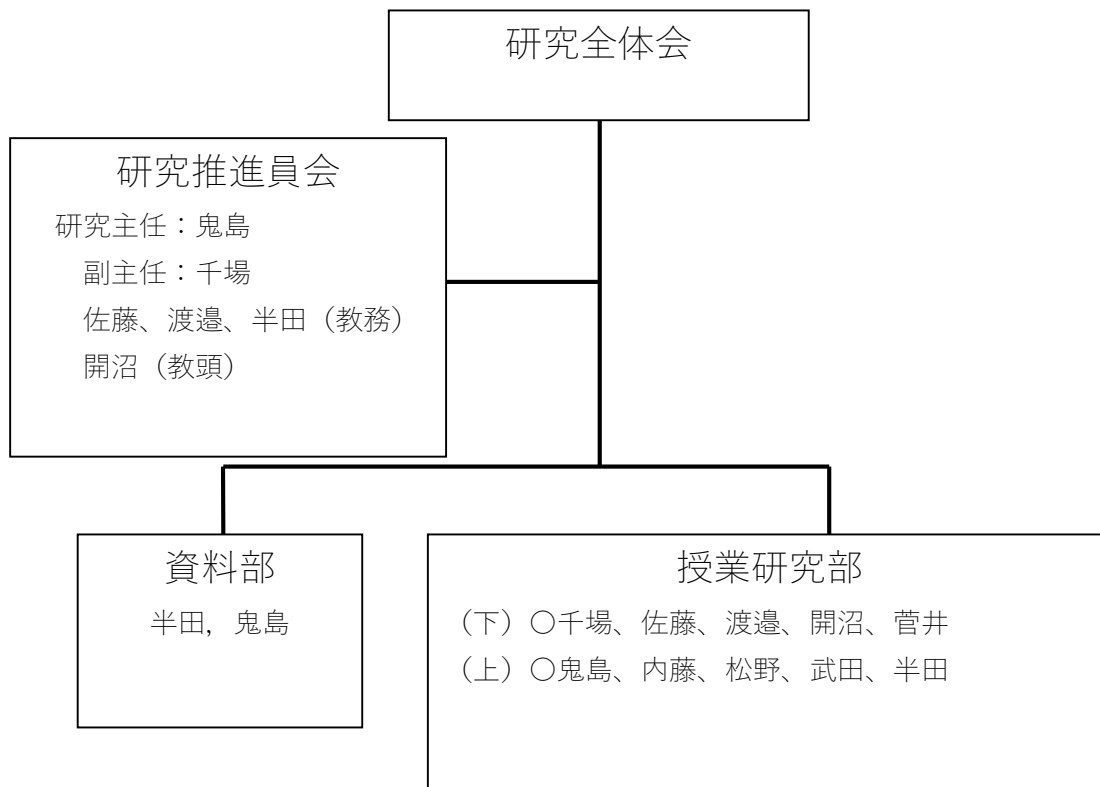 研究全体会
研究推進員会
研究主任：鬼島
副主任：千場
佐藤、渡邉、半田（教務）
開沼（教頭）
資料部
半田，鬼島
授業研究部
（下）〇千場、佐藤、渡邉、開沼、菅井
（上）〇鬼島、内藤、松野、武田、半田